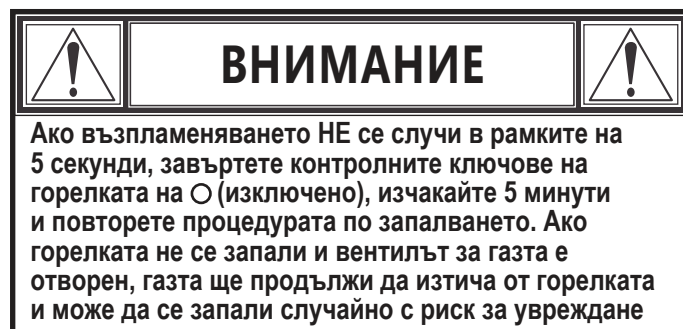 ВНИМАНИЕ
Ако възпламеняването НЕ се случи в рамките на
5 секунди, завъртете контролните ключове на
горелката на ○ (изключено), изчакайте 5 минути
и повторете процедурата по запалването. Ако
горелката не се запали и вентилът за газта е
отворен, газта ще продължи да изтича от горелката
и може да се запали случайно с риск за увреждане